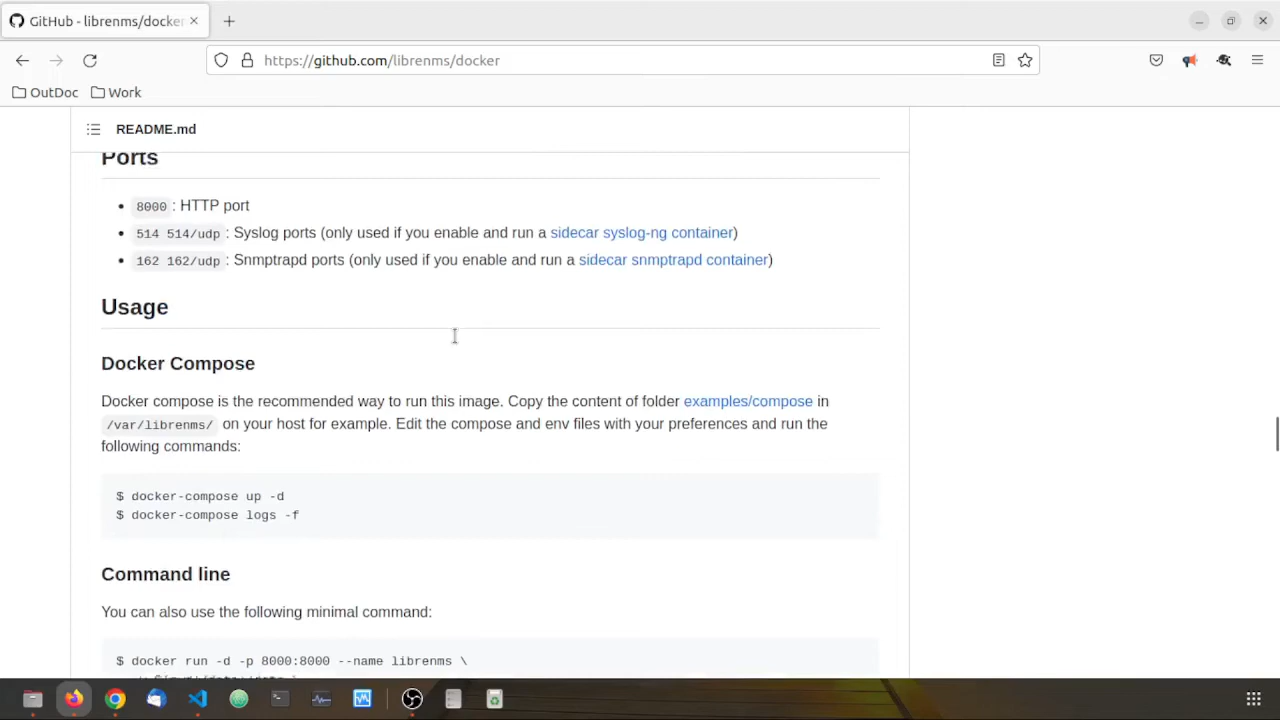 GitHub - librenms/docker
https://github.com/librenms/docker
OutDoc
Work
README.md
Ports
8000 : HTTP port
514 514/udp : Syslog ports (only used if you enable and run a sidecar syslog-ng container)
162 162/udp : Snmptrapd ports (only used if you enable and run a sidecar snmptrapd container)
Usage
Docker Compose
Docker compose is the recommended way to run this image. Copy the content of folder examples/compose in
/var/librenms/ on your host for example. Edit the compose and env files with your preferences and run the
following commands:
$ docker-compose up -d
$ docker-compose logs -f
Command line
You can also use the following minimal command:
$ docker run -d -p 8000:8000 --name librenms \